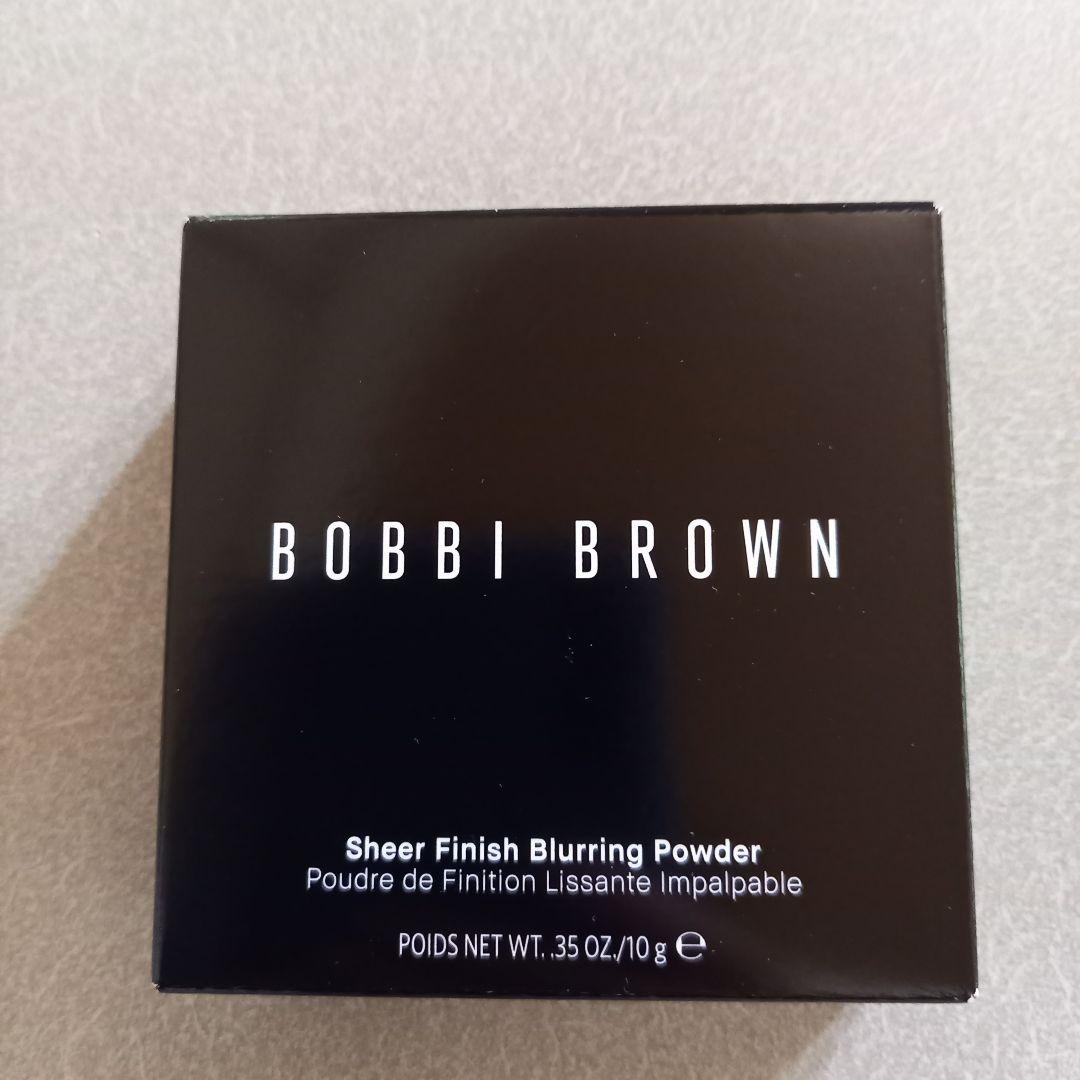 BOBBI BROWN
Sheer Finish Blurring Powder
Poudre de Finition Lissante Impalpable
POIDS NET WT. .35 OZ./10 g ℮